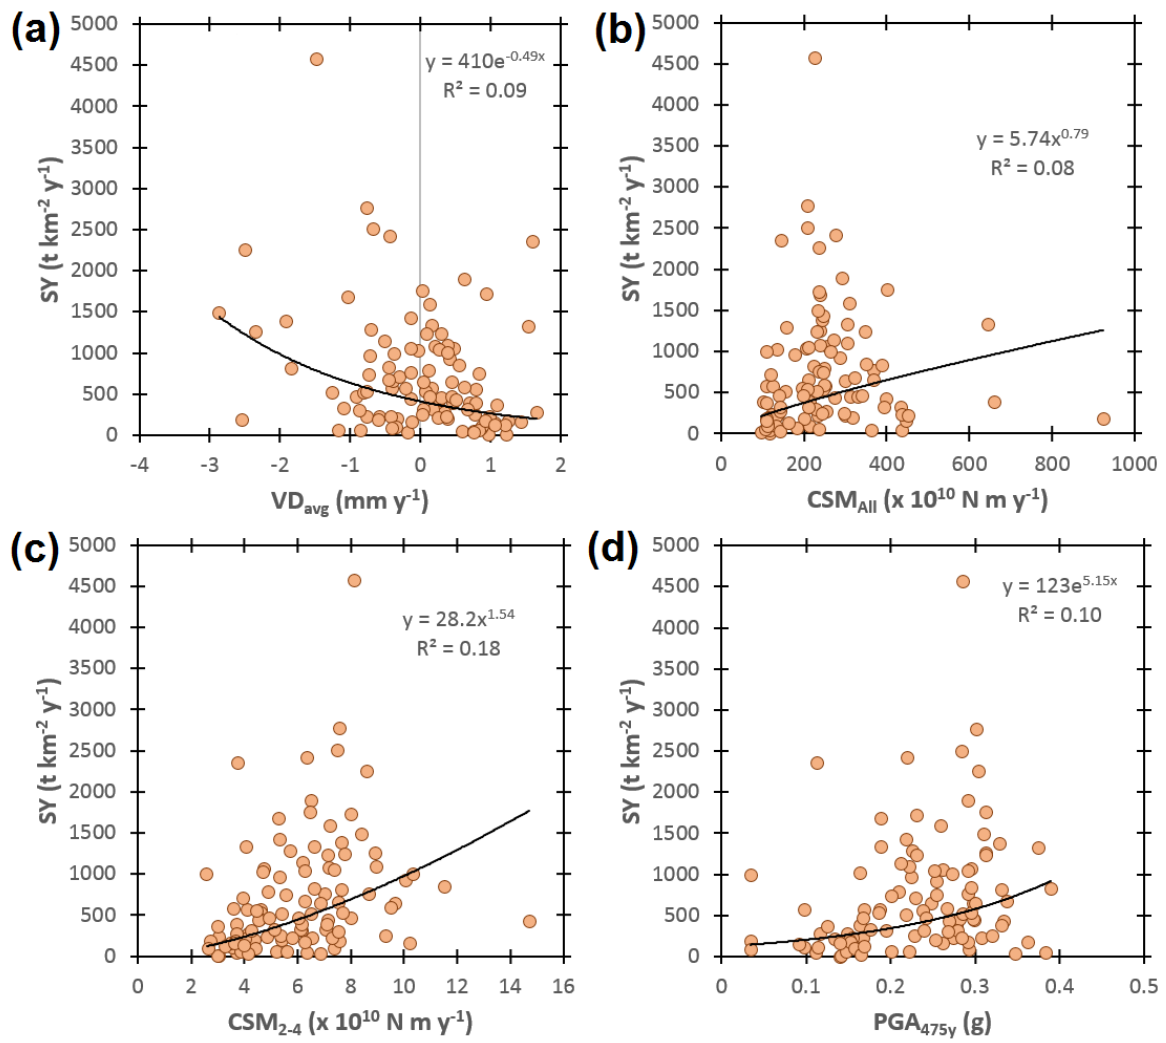 (a)
5000
4500
4000
3500
3000
2500
2000
1500
1000
500
0
SY (t km⁻² y⁻¹)
y = 410e⁻⁰·⁴⁹ˣ
R² = 0.09
-4 -3 -2 -1 0 1 2
VDavg (mm y⁻¹)
(b)
5000
4500
4000
3500
3000
2500
2000
1500
1000
500
0
SY (t km⁻² y⁻¹)
y = 5.74x⁰·⁷⁹
R² = 0.08
0 200 400 600 800 1000
CSMAll (x 10¹⁰ N m y⁻¹)
(c)
5000
4500
4000
3500
3000
2500
2000
1500
1000
500
0
SY (t km⁻² y⁻¹)
y = 28.2x¹·⁵⁴
R² = 0.18
0 2 4 6 8 10 12 14 16
CSM₂₋₄ (x 10¹⁰ N m y⁻¹)
(d)
5000
4500
4000
3500
3000
2500
2000
1500
1000
500
0
SY (t km⁻² y⁻¹)
y = 123e⁵·¹⁵ˣ
R² = 0.10
0 0.1 0.2 0.3 0.4 0.5
PGA₄₇₅y (g)